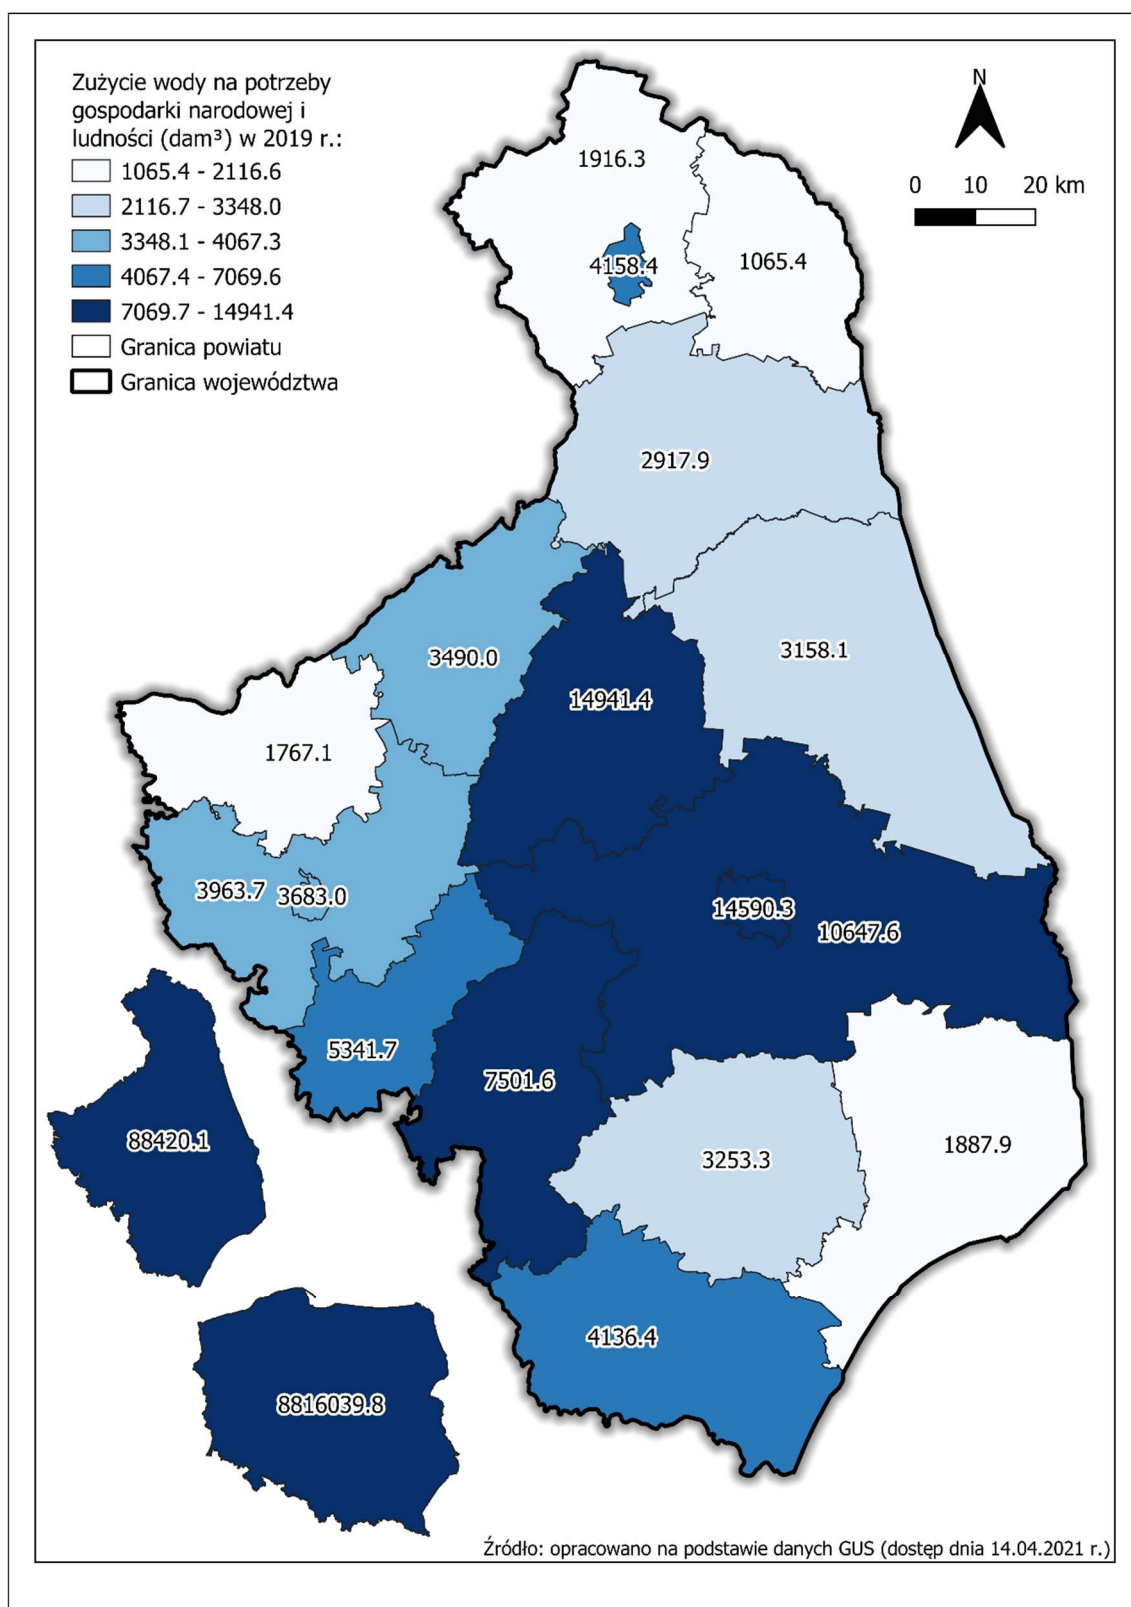 Zużycie wody na potrzeby
gospodarki narodowej i
ludności (dam³) w 2019 r.:
1065.4 - 2116.6
2116.7 - 3348.0
3348.1 - 4067.3
4067.4 - 7069.6
7069.7 - 14941.4
Granica powiatu
Granica województwa
N
0 10 20 km
1916.3
4158.4
1065.4
2917.9
3490.0
3158.1
14941.4
1767.1
3963.7
3683.0
14590.3
10647.6
5341.7
7501.6
88420.1
3253.3
1887.9
4136.4
8816039.8
Źródło: opracowano na podstawie danych GUS (dostęp dnia 14.04.2021 r.)